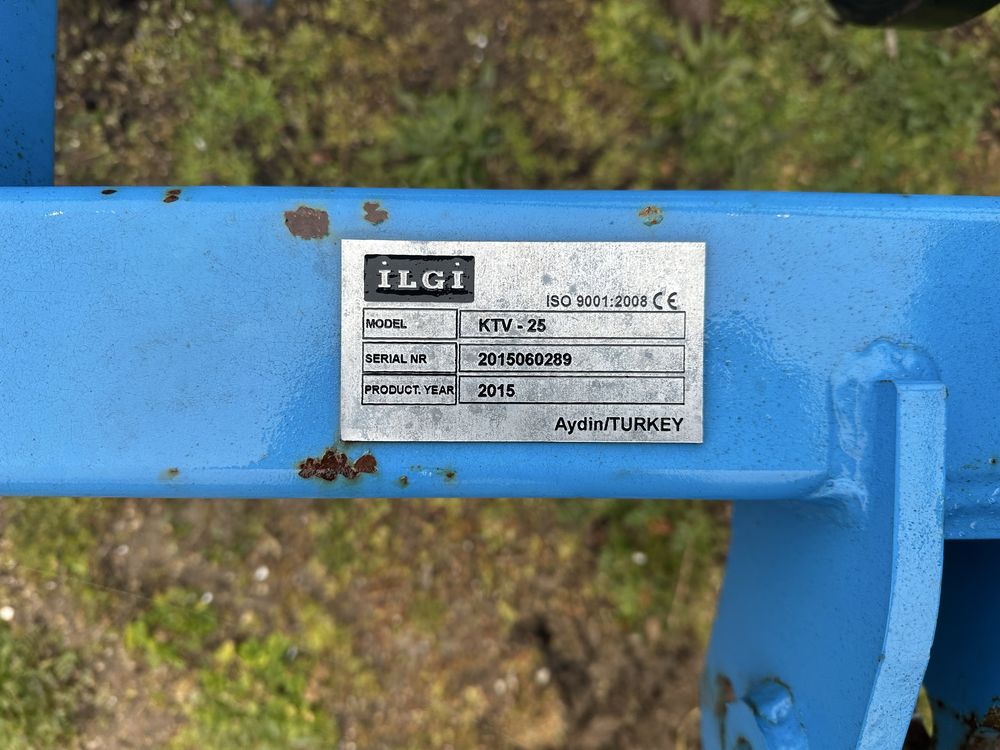 İLGİ
ISO 9001:2008 CE
MODEL KTV - 25
SERIAL NR 2015060289
PRODUCT. YEAR 2015
Aydin/TURKEY